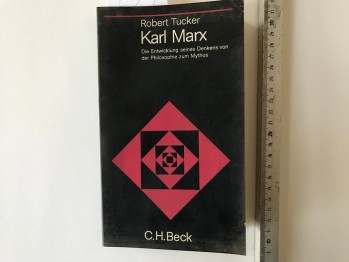 Robert Tucker
Karl Marx
Die Entwicklung seines Denkens von
der Philosophie zum Mythos
C.H.Beck